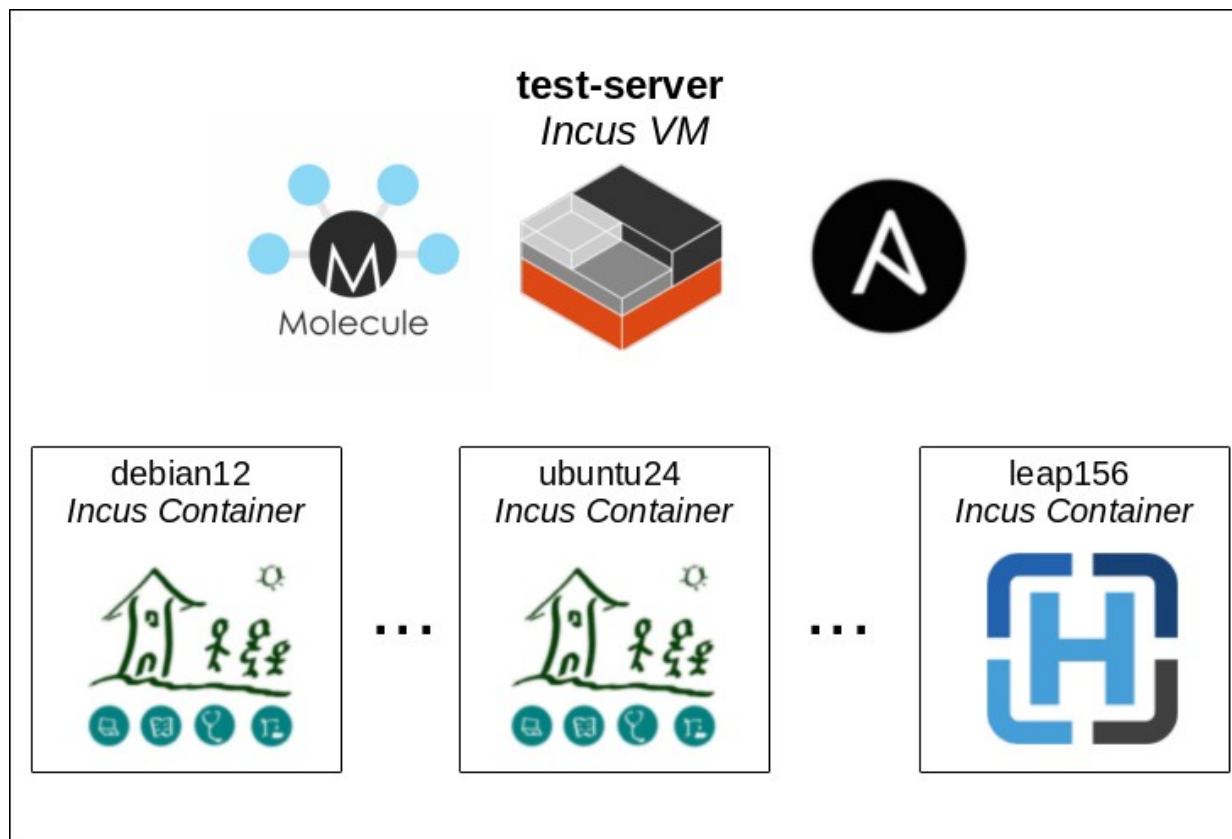 test-server
Incus VM
M
Molecule
A
debian12
Incus Container
...
ubuntu24
Incus Container
...
leap156
Incus Container
H